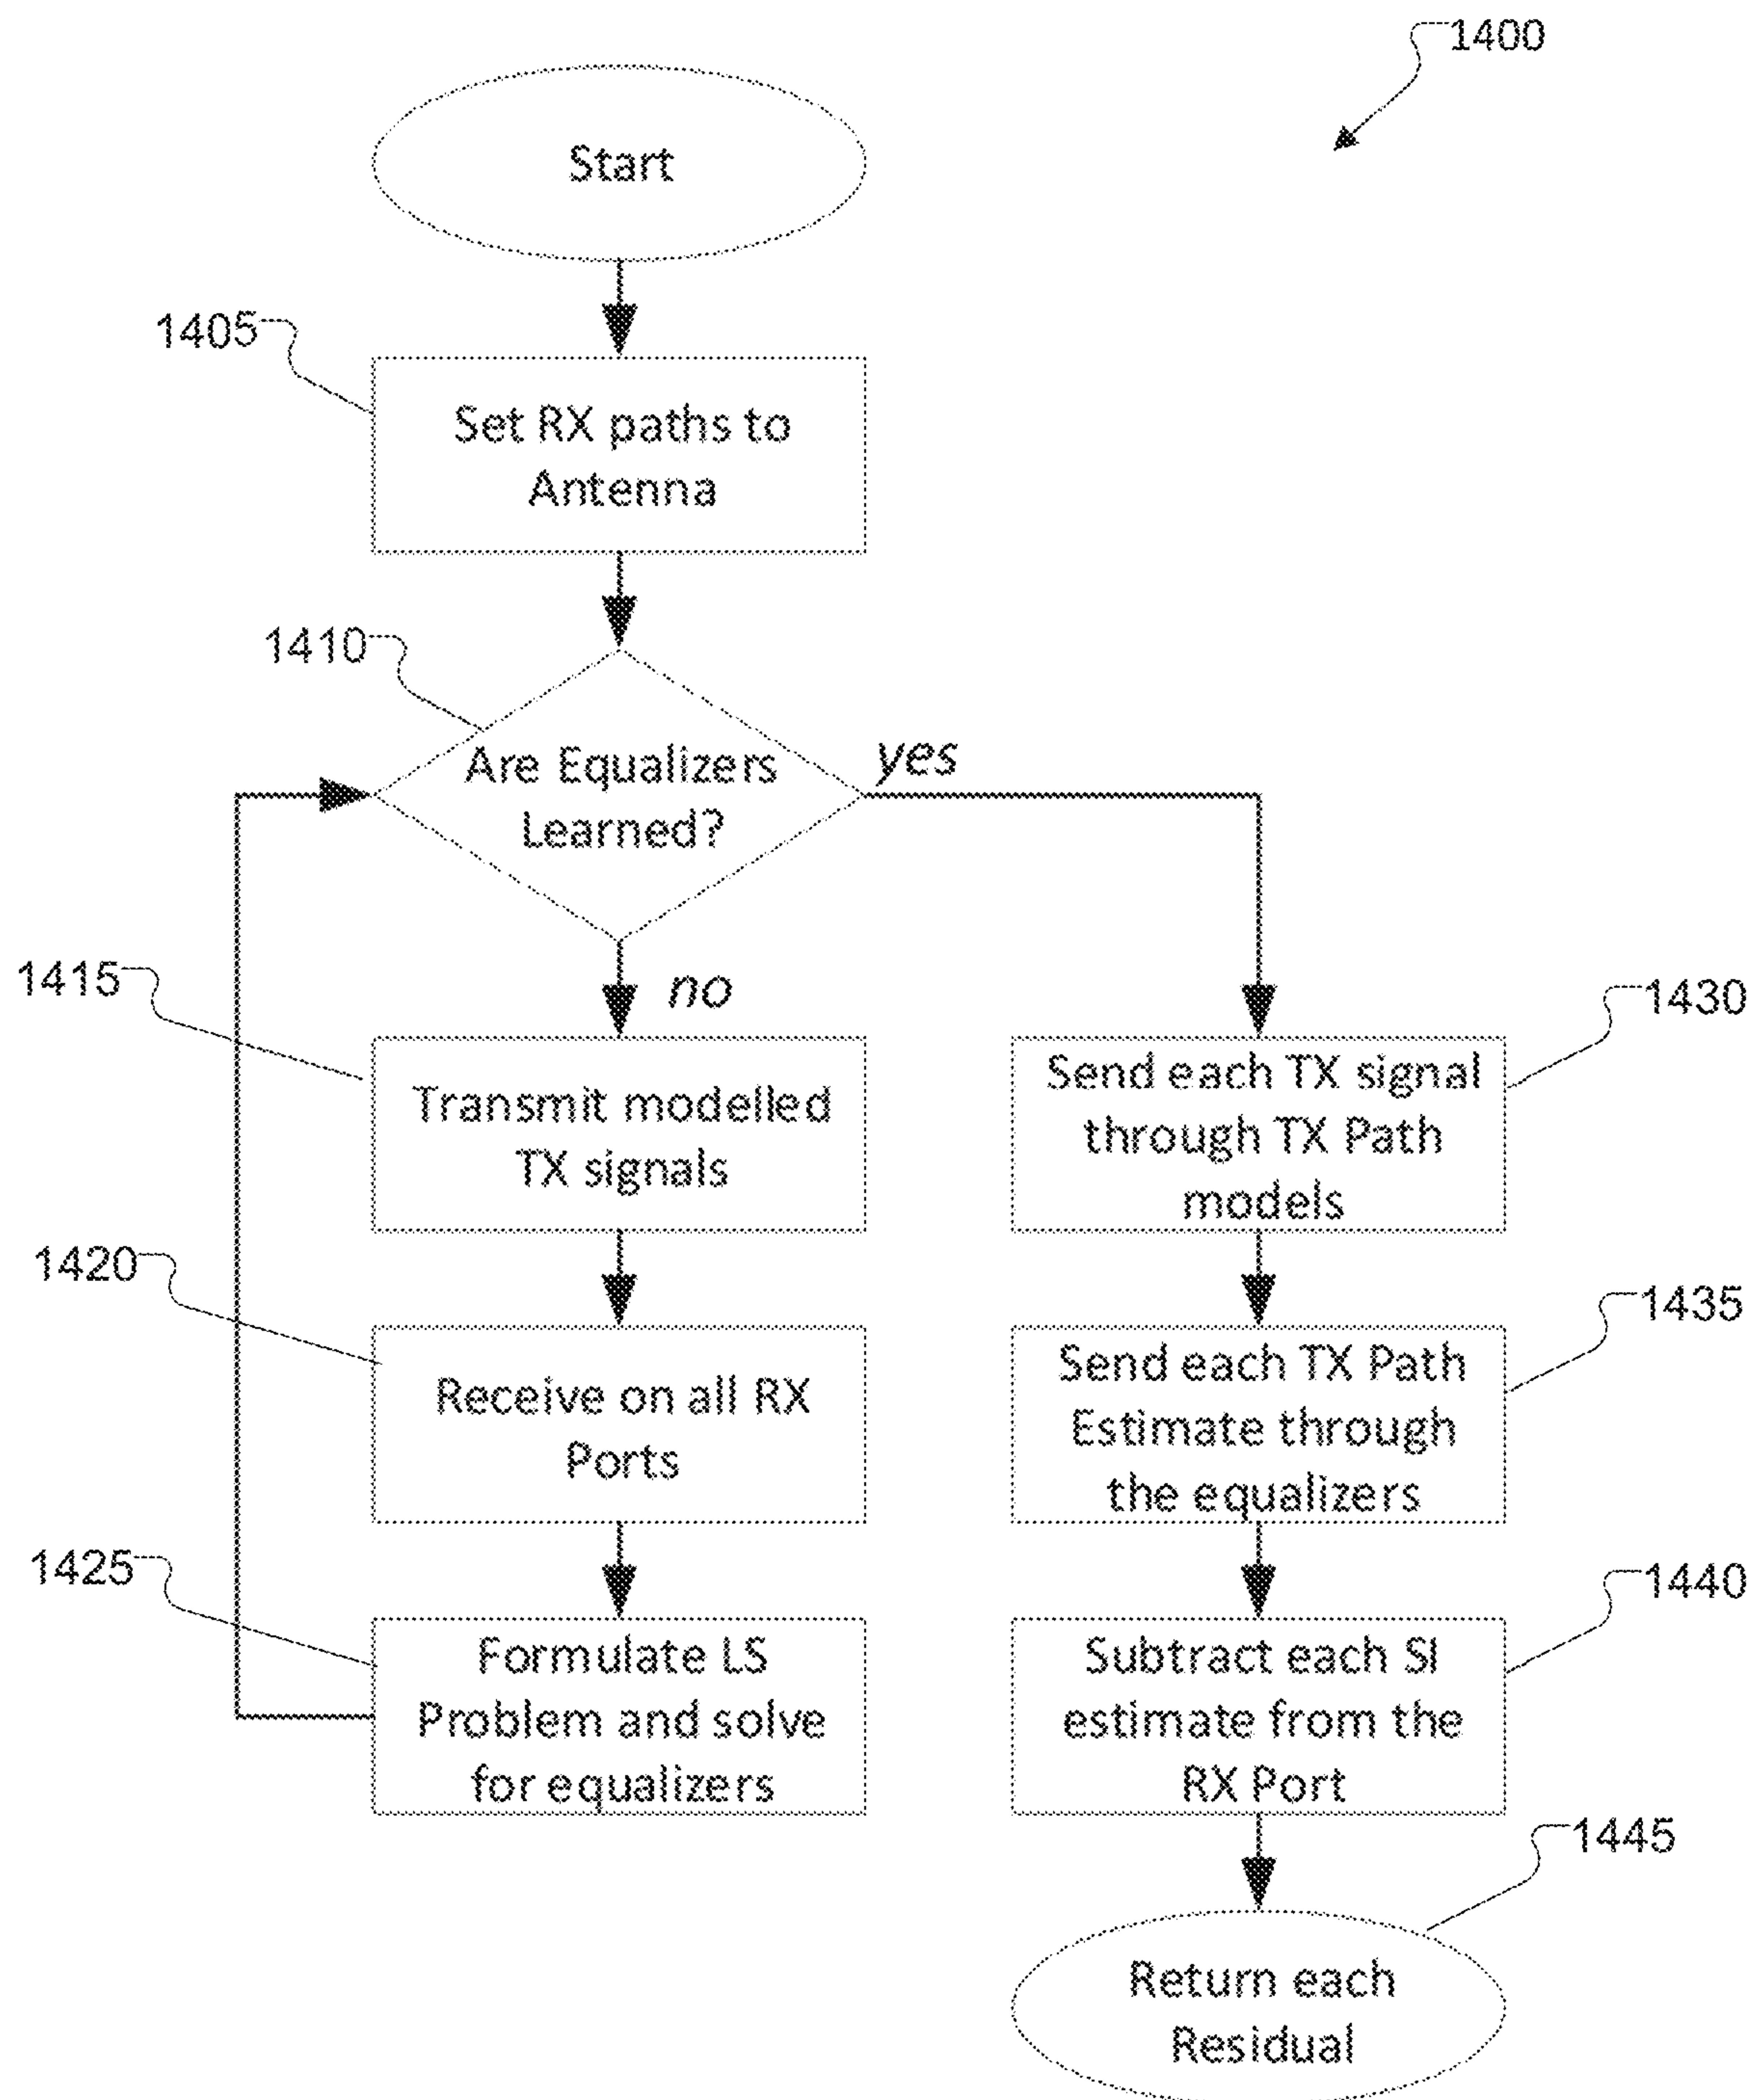 1400
Start
1405
Set RX paths to
Antenna
1410
Are Equalizers
Learned?
yes
no
1415
Transmit modelled
TX signals
1420
Receive on all RX
Ports
1425
Formulate LS
Problem and solve
for equalizers
1430
Send each TX signal
through TX Path
models
1435
Send each TX Path
Estimate through
the equalizers
1440
Subtract each SI
estimate from the
RX Port
1445
Return each
Residual